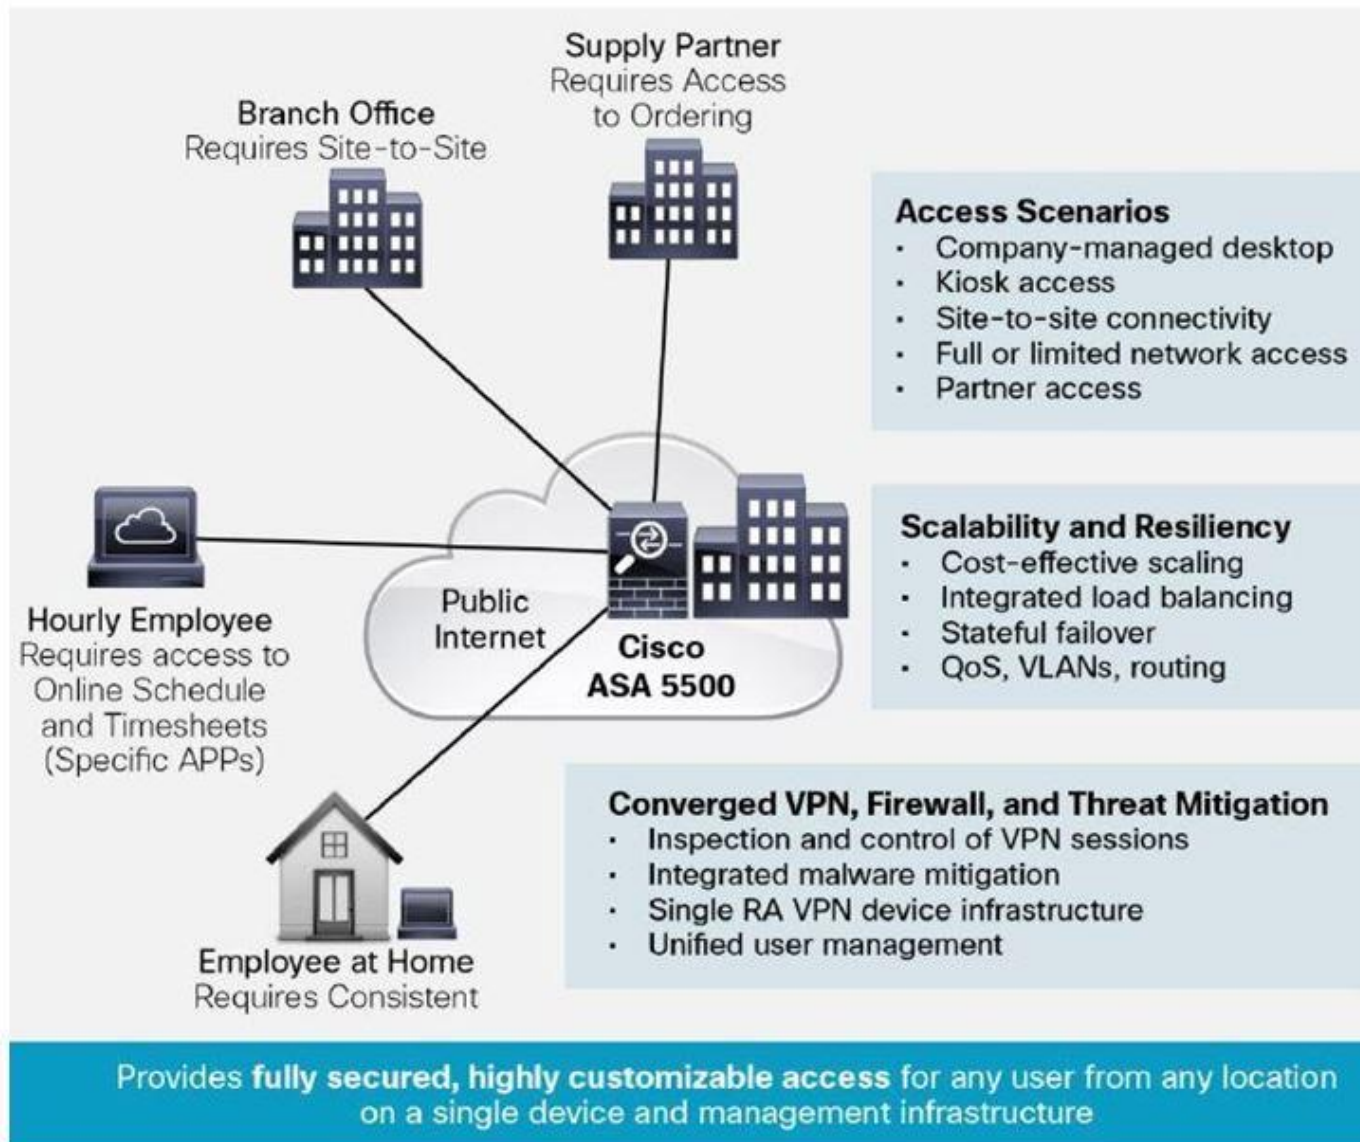 Supply Partner
Requires Access
to Ordering
Branch Office
Requires Site-to-Site
Access Scenarios
· Company-managed desktop
· Kiosk access
· Site-to-site connectivity
· Full or limited network access
· Partner access
Hourly Employee
Requires access to
Online Schedule
and Timesheets
(Specific APPs)
Public
Internet
Cisco
ASA 5500
Scalability and Resiliency
· Cost-effective scaling
· Integrated load balancing
· Stateful failover
· QoS, VLANs, routing
Employee at Home
Requires Consistent
Converged VPN, Firewall, and Threat Mitigation
· Inspection and control of VPN sessions
· Integrated malware mitigation
· Single RA VPN device infrastructure
· Unified user management
Provides fully secured, highly customizable access for any user from any location
on a single device and management infrastructure